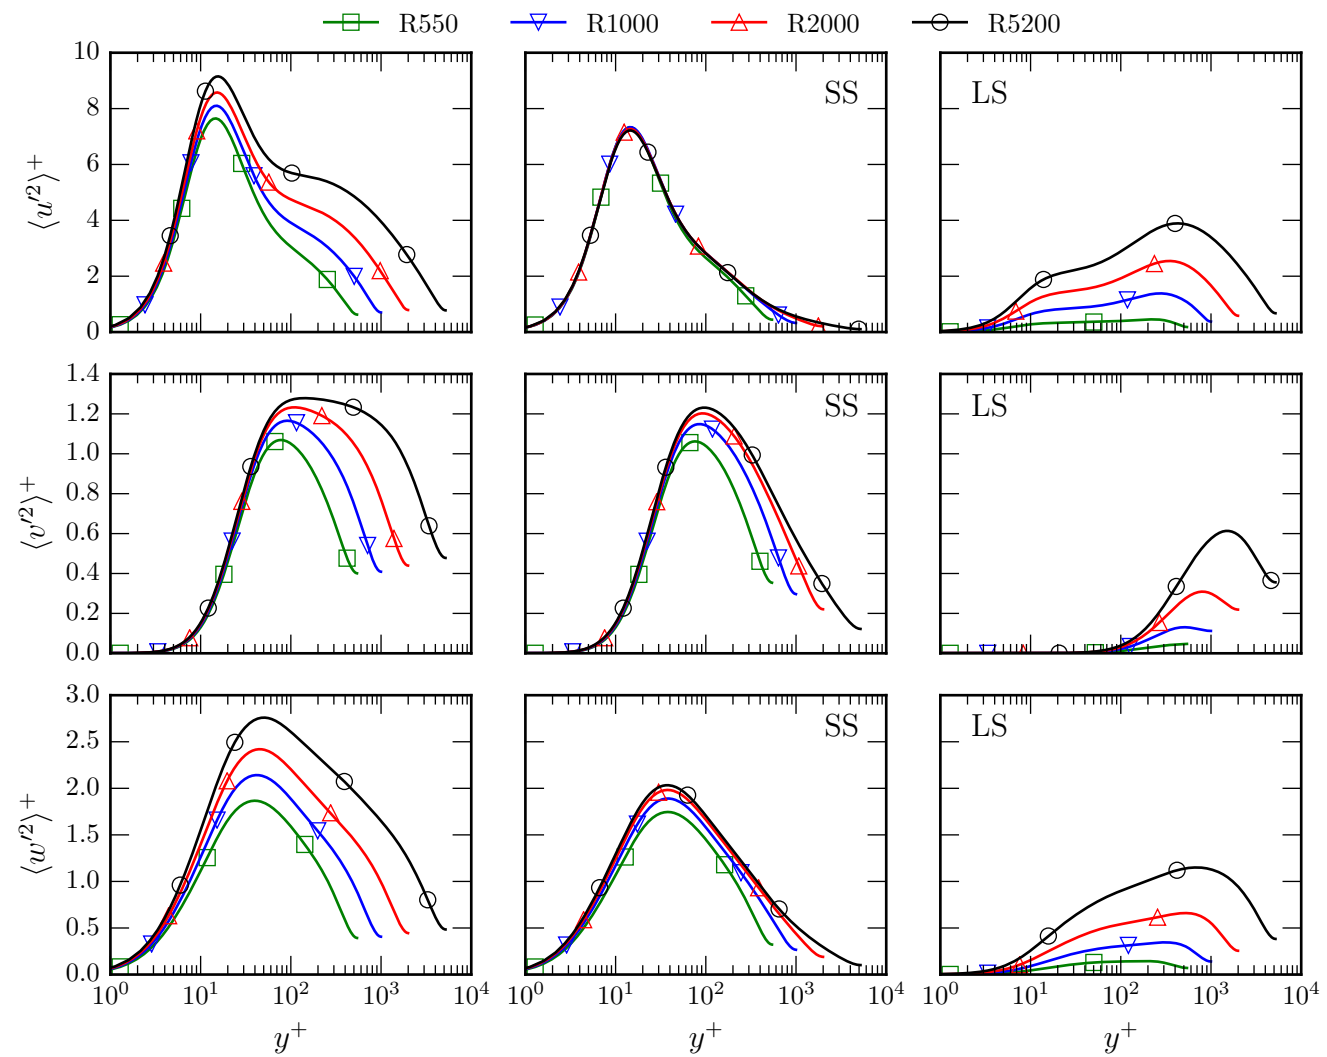 R550 R1000 R2000 R5200
10
8
6
4
2
0
⟨u′²⟩⁺
SS
LS
1.4
1.2
1.0
0.8
0.6
0.4
0.2
0.0
⟨v′²⟩⁺
SS
LS
3.0
2.5
2.0
1.5
1.0
0.5
0.0
⟨w′²⟩⁺
SS
LS
10⁰ 10¹ 10² 10³ 10⁴ 10⁰ 10¹ 10² 10³ 10⁴ 10⁰ 10¹ 10² 10³ 10⁴
y⁺ y⁺ y⁺